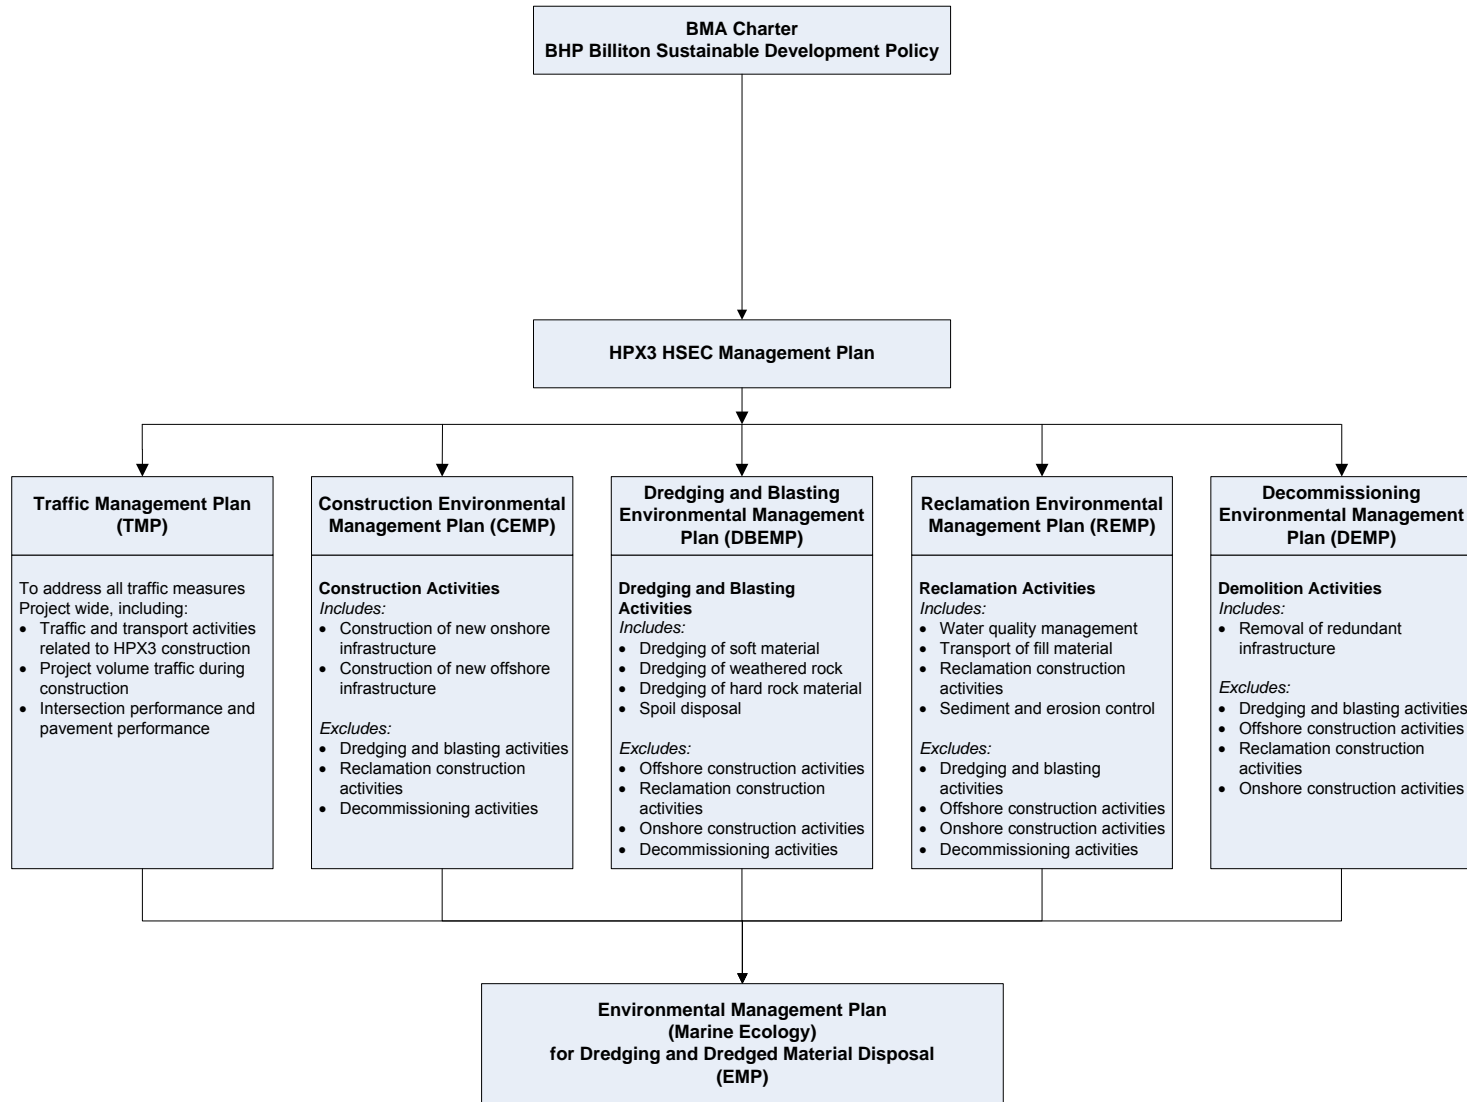 BMA Charter
BHP Billiton Sustainable Development Policy
HPX3 HSEC Management Plan
Traffic Management Plan
(TMP)
To address all traffic measures
Project wide, including:
• Traffic and transport activities
related to HPX3 construction
• Project volume traffic during
construction
• Intersection performance and
pavement performance
Construction Environmental
Management Plan (CEMP)
Construction Activities
Includes:
• Construction of new onshore
infrastructure
• Construction of new offshore
infrastructure
Excludes:
• Dredging and blasting activities
• Reclamation construction
activities
• Decommissioning activities
Dredging and Blasting
Environmental Management
Plan (DBEMP)
Dredging and Blasting
Activities
Includes:
• Dredging of soft material
• Dredging of weathered rock
• Dredging of hard rock material
• Spoil disposal
Excludes:
• Offshore construction activities
• Reclamation construction
activities
• Onshore construction activities
• Decommissioning activities
Reclamation Environmental
Management Plan (REMP)
Reclamation Activities
Includes:
• Water quality management
• Transport of fill material
• Reclamation construction
activities
• Sediment and erosion control
Excludes:
• Dredging and blasting
activities
• Offshore construction activities
• Onshore construction activities
• Decommissioning activities
Decommissioning
Environmental Management
Plan (DEMP)
Demolition Activities
Includes:
• Removal of redundant
infrastructure
Excludes:
• Dredging and blasting activities
• Offshore construction activities
• Reclamation construction
activities
• Onshore construction activities
Environmental Management Plan
(Marine Ecology)
for Dredging and Dredged Material Disposal
(EMP)